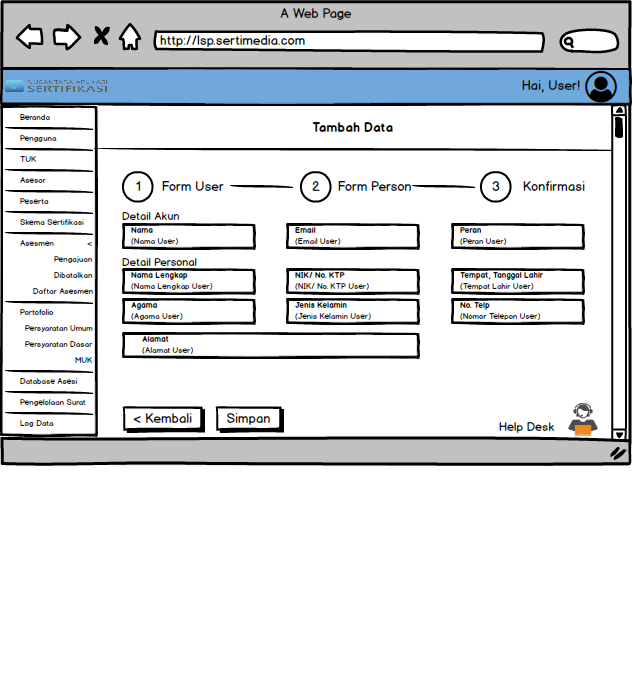 A Web Page
http://lsp.sertimedia.com
NUSANTARA APLIKASI
SERTIFIKASI
Hai, User!
Beranda
Pengguna
TUK
Asesor
Peserta
Skema Sertifikasi
Asesmen <
Pengajuan
Dibatalkan
Daftar Asesmen
Portofolio
Persyaratan Umum
Persyaratan Dasar
MUK
Database Asesi
Pengelolaan Surat
Log Data
Tambah Data
1 Form User 2 Form Person 3 Konfirmasi
Detail Akun
Nama
(Nama User)
Email
(Email User)
Peran
(Peran User)
Detail Personal
Nama Lengkap
(Nama Lengkap User)
NIK/ No. KTP
(NIK/ No. KTP User)
Tempat, Tanggal Lahir
(Tempat Lahir User)
Agama
(Agama User)
Jenis Kelamin
(Jenis Kelamin User)
No. Telp
(Nomor Telepon User)
Alamat
(Alamat User)
< Kembali
Simpan
Help Desk